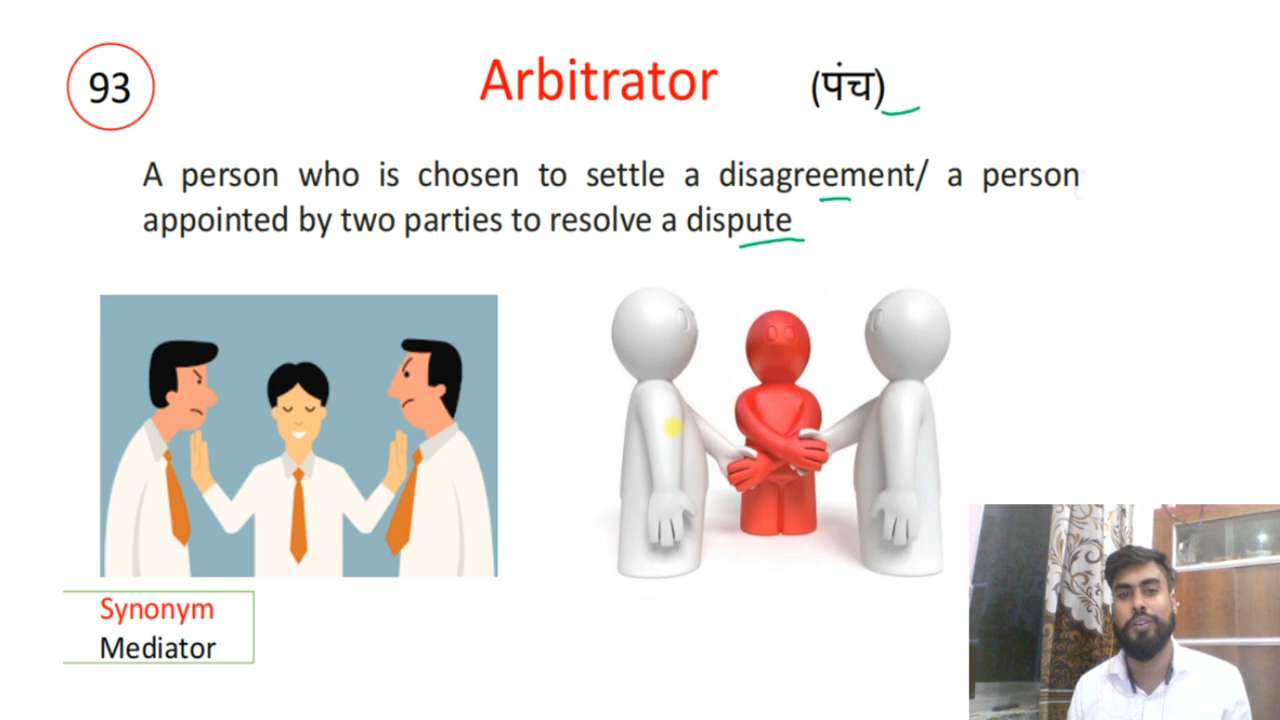 93
Arbitrator (पंच)
A person who is chosen to settle a disagreement/ a person
appointed by two parties to resolve a dispute
Synonym
Mediator